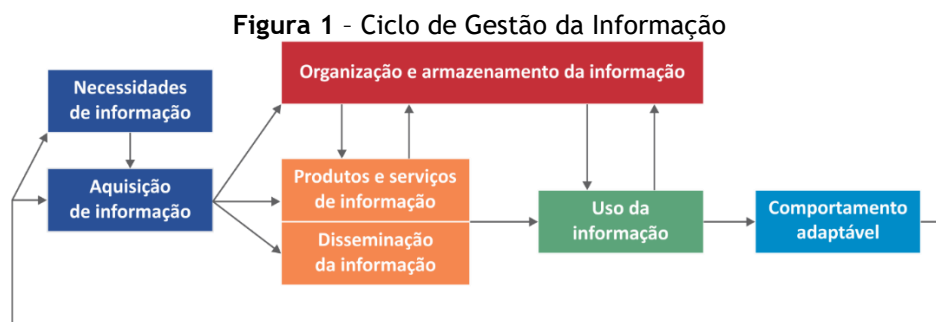 Figura 1 – Ciclo de Gestão da Informação
Organização e armazenamento da informação
Necessidades
de informação
Aquisição
de informação
Produtos e serviços
de informação
Disseminação
da informação
Uso da
informação
Comportamento
adaptável